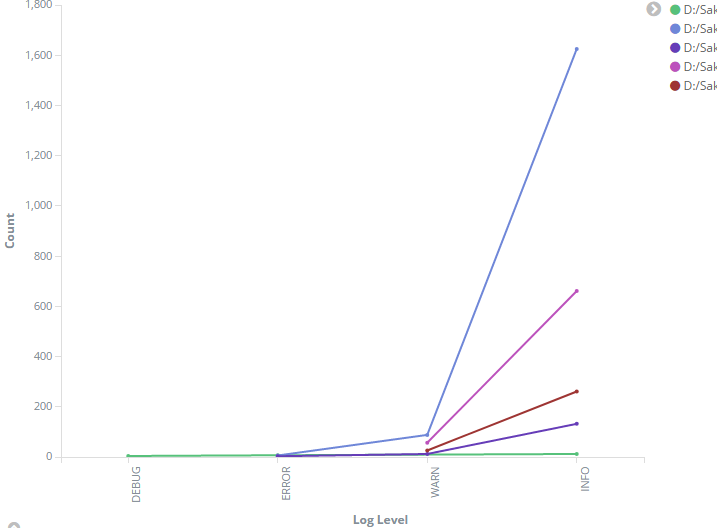 1,800
1,600
1,400
1,200
1,000
800
600
400
200
0
Count
DEBUG
ERROR
WARN
INFO
Log Level
D:/Sak
D:/Sak
D:/Sak
D:/Sak
D:/Sak